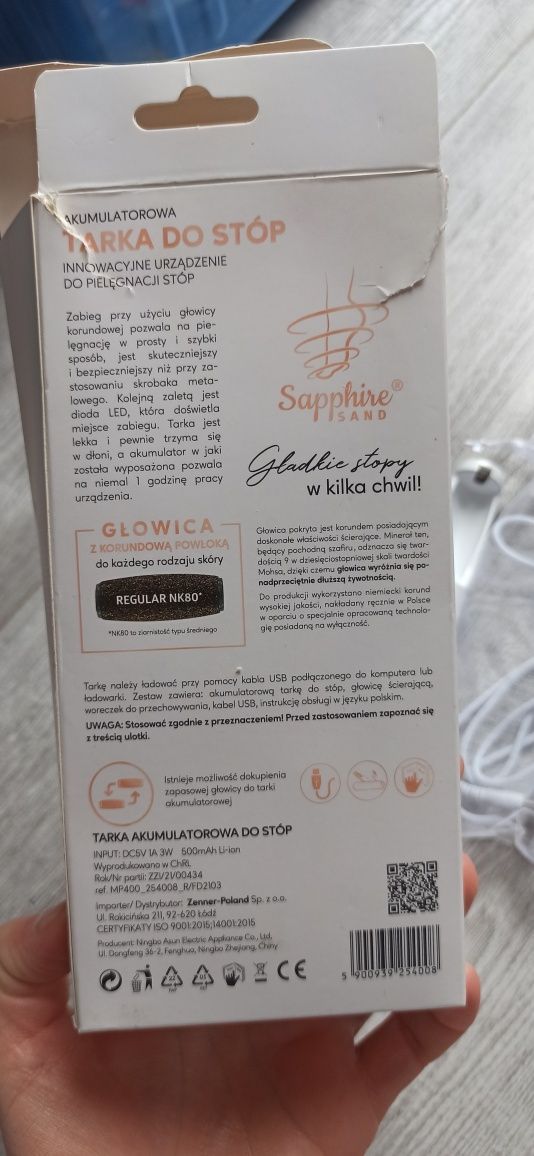 AKUMULATOROWA
TARKA DO STÓP
INNOWACYJNE URZĄDZENIE
DO PIELĘGNACJI STÓP
Zabieg przy użyciu głowicy
korundowej pozwala na pie-
lęgnację w prosty i szybki
sposób, jest skuteczniejszy
i bezpieczniejszy niż przy za-
stosowaniu skrobaka meta-
lowego. Kolejną zaletą jest
dioda LED, która doświetla
miejsce zabiegu. Tarka jest
lekka i pewnie trzyma się
w dłoni, a akumulator w jaki
została wyposażona pozwala
na niemal 1 godzinę pracy
urządzenia.
Sapphire®
SAND
Gładkie stopy
w kilka chwil!
GŁOWICA
Z KORUNDOWĄ POWŁOKĄ
do każdego rodzaju skóry
REGULAR NK80*
*NK80 to ziarnistość typu średniego
Głowica pokryta jest korundem posiadającym
doskonałe właściwości ścierające. Minerał ten,
będący pochodną szafiru, odznacza się twar-
dością 9 w dziesięciostopniowej skali twardości
Mohsa, dzięki czemu głowica wyróżnia się po-
nadprzeciętnie dłuższą żywotnością.
Do produkcji wykorzystano niemiecki korund
wysokiej jakości, nakładany ręcznie w Polsce
w oparciu o specjalnie opracowaną technolo-
gię posiadaną na wyłączność.
Tarkę należy ładować przy pomocy kabla USB podłączonego do komputera lub
ładowarki. Zestaw zawiera: akumulatorową tarkę do stóp, głowicę ścierającą,
woreczek do przechowywania, kabel USB, instrukcję obsługi w języku polskim.
UWAGA: Stosować zgodnie z przeznaczeniem! Przed zastosowaniem zapoznać się
z treścią ulotki.
Istnieje możliwość dokupienia
zapasowej głowicy do tarki
akumulatorowej
TARKA AKUMULATOROWA DO STÓP
INPUT: DC5V 1A 3W 500mAh Li-ion
Wyprodukowano w ChRL
Rok/Nr partii: ZZ1/21/00434
ref. MP400_254008_R/FD2103
Importer/ Dystrybutor: Zenner-Poland Sp. z o.o.
Ul. Rokicińska 211, 92-620 Łódź
CERTYFIKATY ISO 9001:2015;14001:2015
Producent: Ningbo Asun Electric Appliance Co., Ltd,
Ul. Dongfeng 36-2, Fenghua, Ningbo Zhejiang, Chiny
CE
5 900939 254008